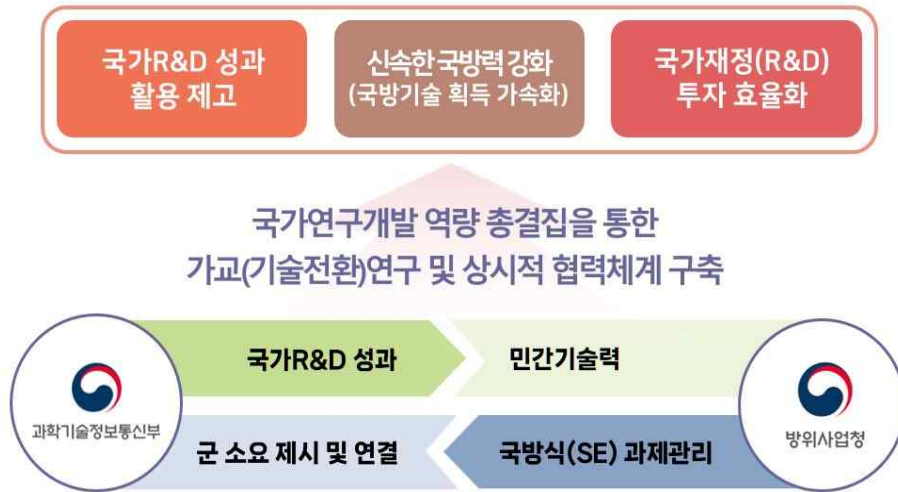 국가R&D 성과
활용 제고
신속한 국방력 강화
(국방기술 획득 가속화)
국가재정(R&D)
투자 효율화
국가연구개발 역량 총결집을 통한
가교(기술전환)연구 및 상시적 협력체계 구축
과학기술정보통신부
국가R&D 성과
민간기술력
군 소요 제시 및 연결
국방식(SE) 과제관리
방위사업청